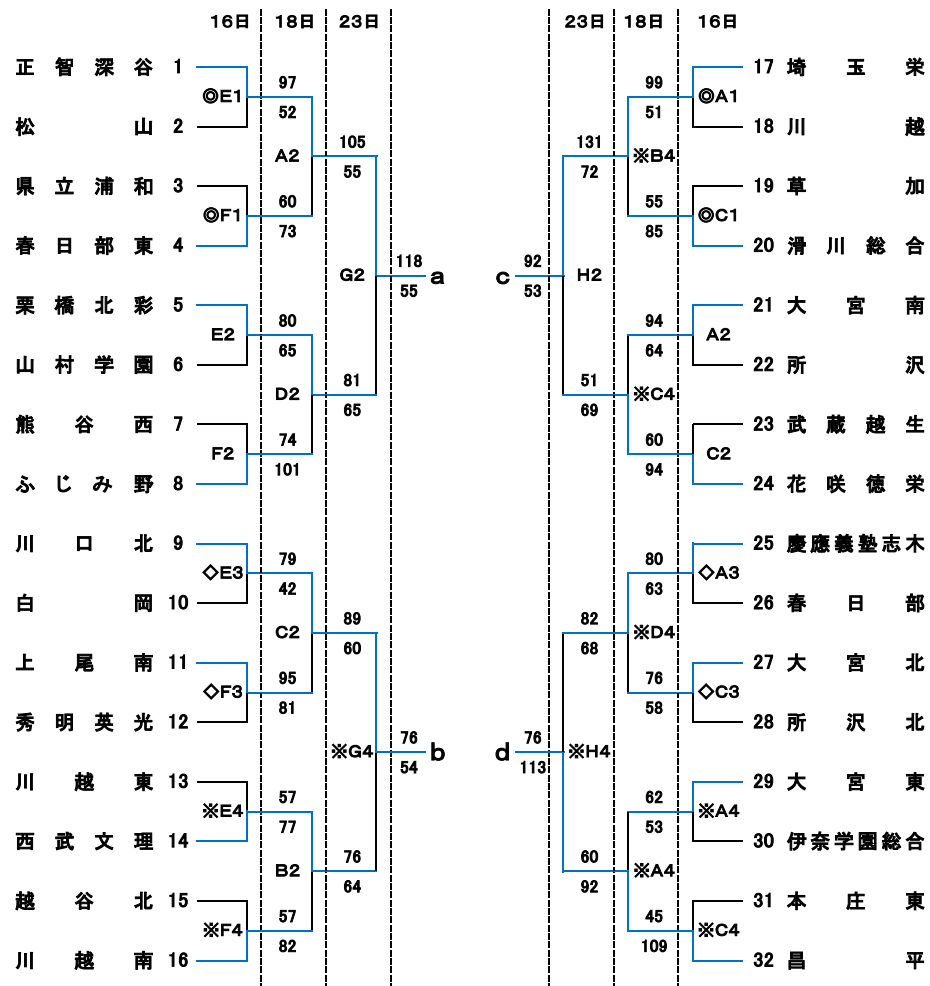 16日 18日 23日 23日 18日 16日
正智深谷 1 97 99 17 埼玉栄
◎E1 ◎A1
松山 2 52 51 18 川越
A2 105 131 ※B4
55 72
県立浦和 3 60 55 19 草加
◎F1 ◎C1
春日部東 4 73 85 20 滑川総合
G2 118 a c 92 H2
55 53
栗橋北彩 5 80 94 21 大宮南
E2 A2
山村学園 6 65 64 22 所沢
D2 81 51 ※C4
65 69
熊谷西 7 74 60 23 武蔵越生
F2 C2
ふじみ野 8 101 94 24 花咲徳栄
川口北 9 79 80 25 慶應義塾志木
◇E3 ◇A3
白岡 10 42 63 26 春日部
C2 89 82 ※D4
60 68
上尾南 11 95 76 27 大宮北
◇F3 ◇C3
秀明英光 12 81 58 28 所沢北
※G4 76 b d 76 ※H4
54 113
川越東 13 57 62 29 大宮東
※E4 ※A4
西武文理 14 77 53 30 伊奈学園総合
B2 76 60 ※A4
64 92
越谷北 15 57 45 31 本庄東
※F4 ※C4
川越南 16 82 109 32 昌平